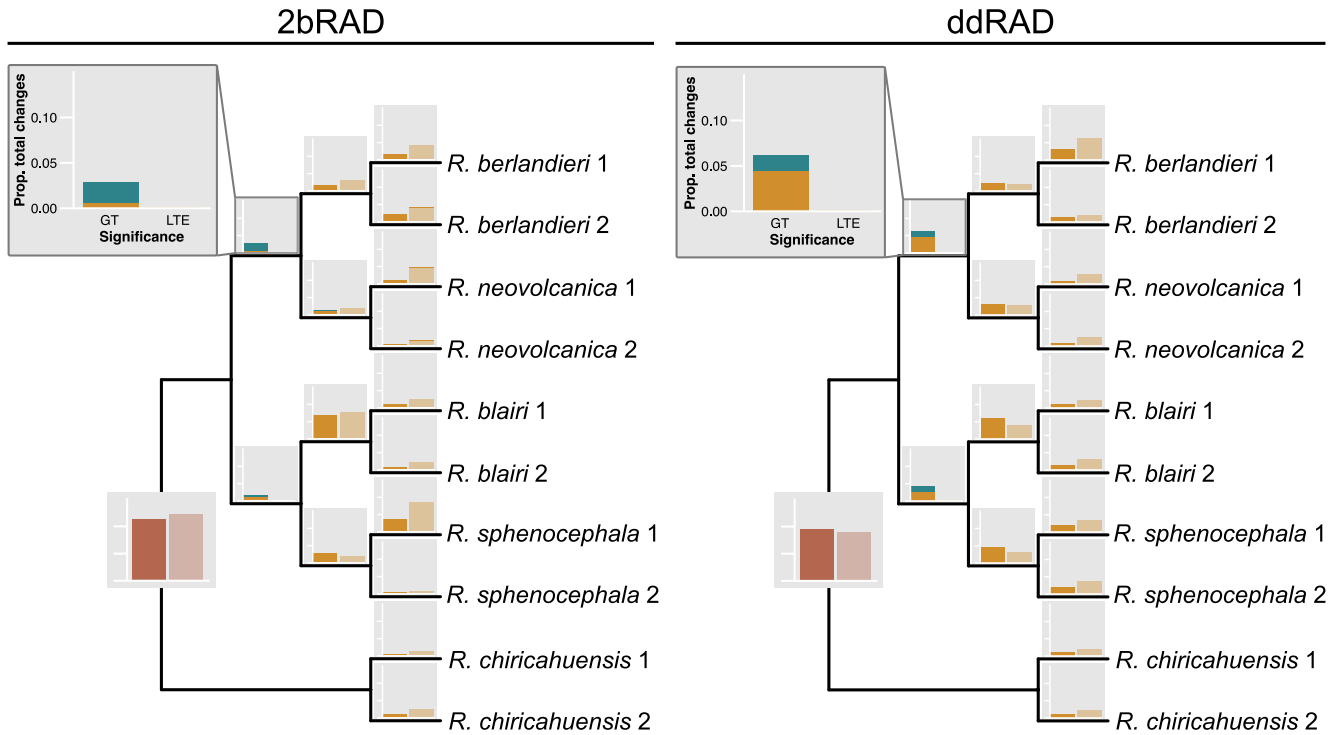 2bRAD
ddRAD
Prop. total changes
0.10
0.05
0.00
GT
LTE
Significance
R. berlandieri 1
R. berlandieri 2
R. neovolcanica 1
R. neovolcanica 2
R. blairi 1
R. blairi 2
R. sphenocephala 1
R. sphenocephala 2
R. chiricahuensis 1
R. chiricahuensis 2
Prop. total changes
0.10
0.05
0.00
GT
LTE
Significance
R. berlandieri 1
R. berlandieri 2
R. neovolcanica 1
R. neovolcanica 2
R. blairi 1
R. blairi 2
R. sphenocephala 1
R. sphenocephala 2
R. chiricahuensis 1
R. chiricahuensis 2